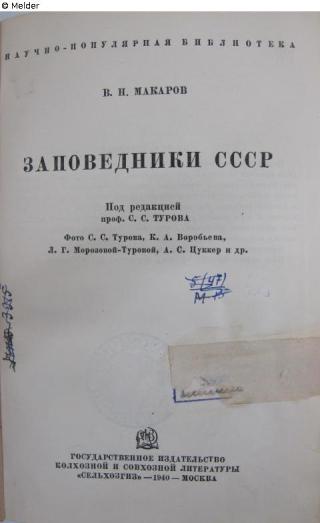 © Melder
НАУЧНО-ПОПУЛЯРНАЯ БИБЛИОТЕКА
В. Н. МАКАРОВ
ЗАПОВЕДНИКИ СССР
Под редакцией
проф. С. С. ТУРОВА
Фото С. С. Турова, К. А. Воробьева,
Л. Г. Морозовой-Туровой, А. С. Цуккер и др.
ГОСУДАРСТВЕННОЕ ИЗДАТЕЛЬСТВО
КОЛХОЗНОЙ И СОВХОЗНОЙ ЛИТЕРАТУРЫ
«СЕЛЬХОЗГИЗ»—1940—МОСКВА